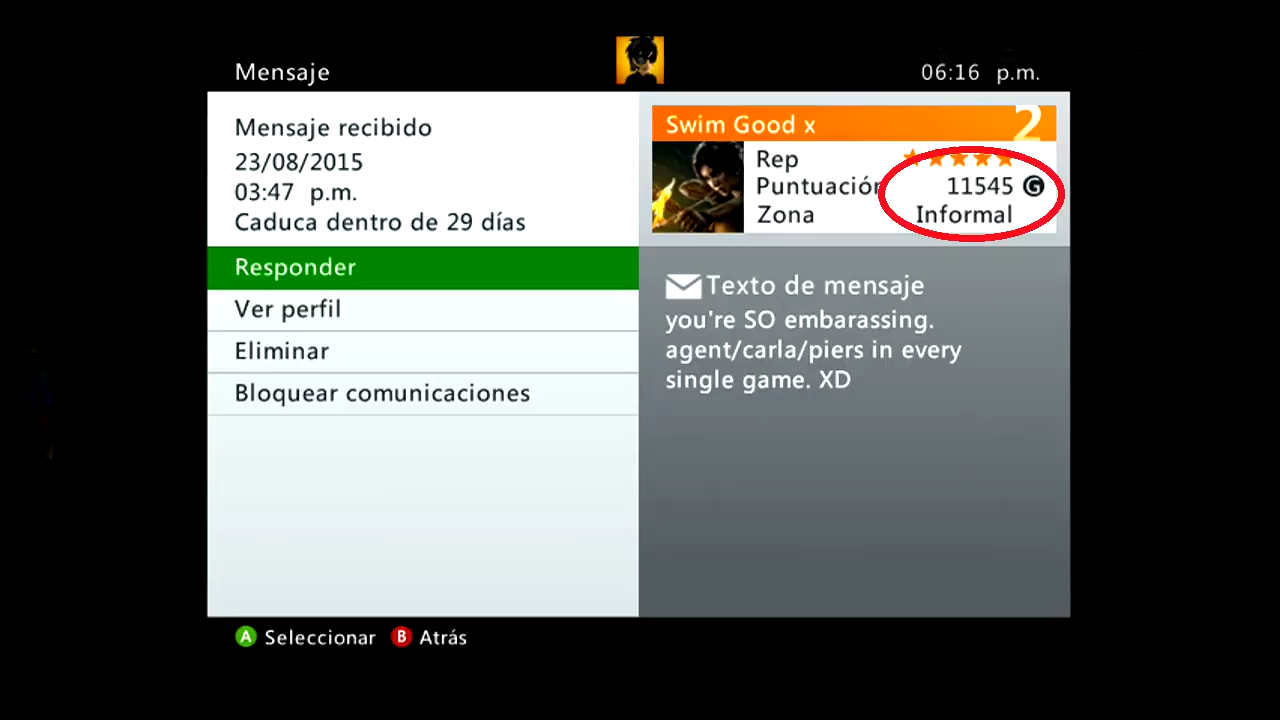 Mensaje
06:16 p.m.
Mensaje recibido
23/08/2015
03:47 p.m.
Caduca dentro de 29 días
Responder
Ver perfil
Eliminar
Bloquear comunicaciones
Swim Good x
2
Rep
Puntuación 11545 G
Zona Informal
Texto de mensaje
you're SO embarassing.
agent/carla/piers in every
single game. XD
A Seleccionar B Atrás